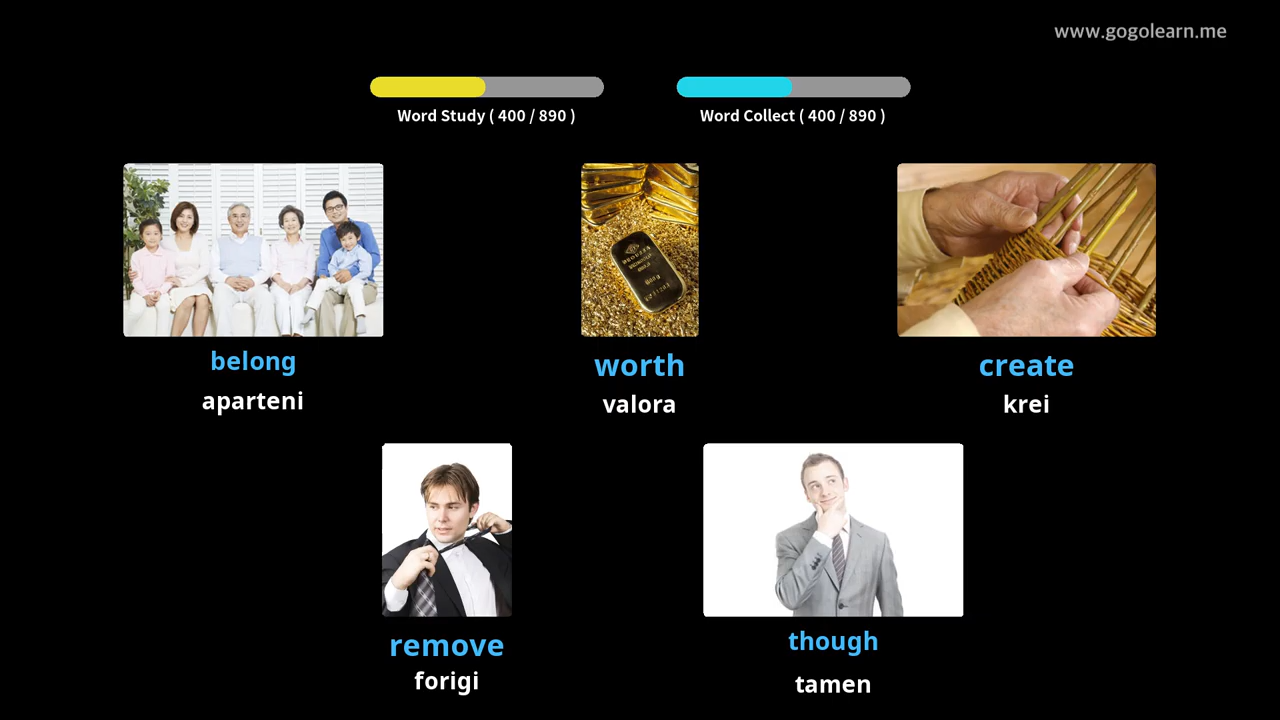 www.gogolearn.me
Word Study ( 400 / 890 )
Word Collect ( 400 / 890 )
belong
aparteni
worth
valora
create
krei
remove
forigi
though
tamen